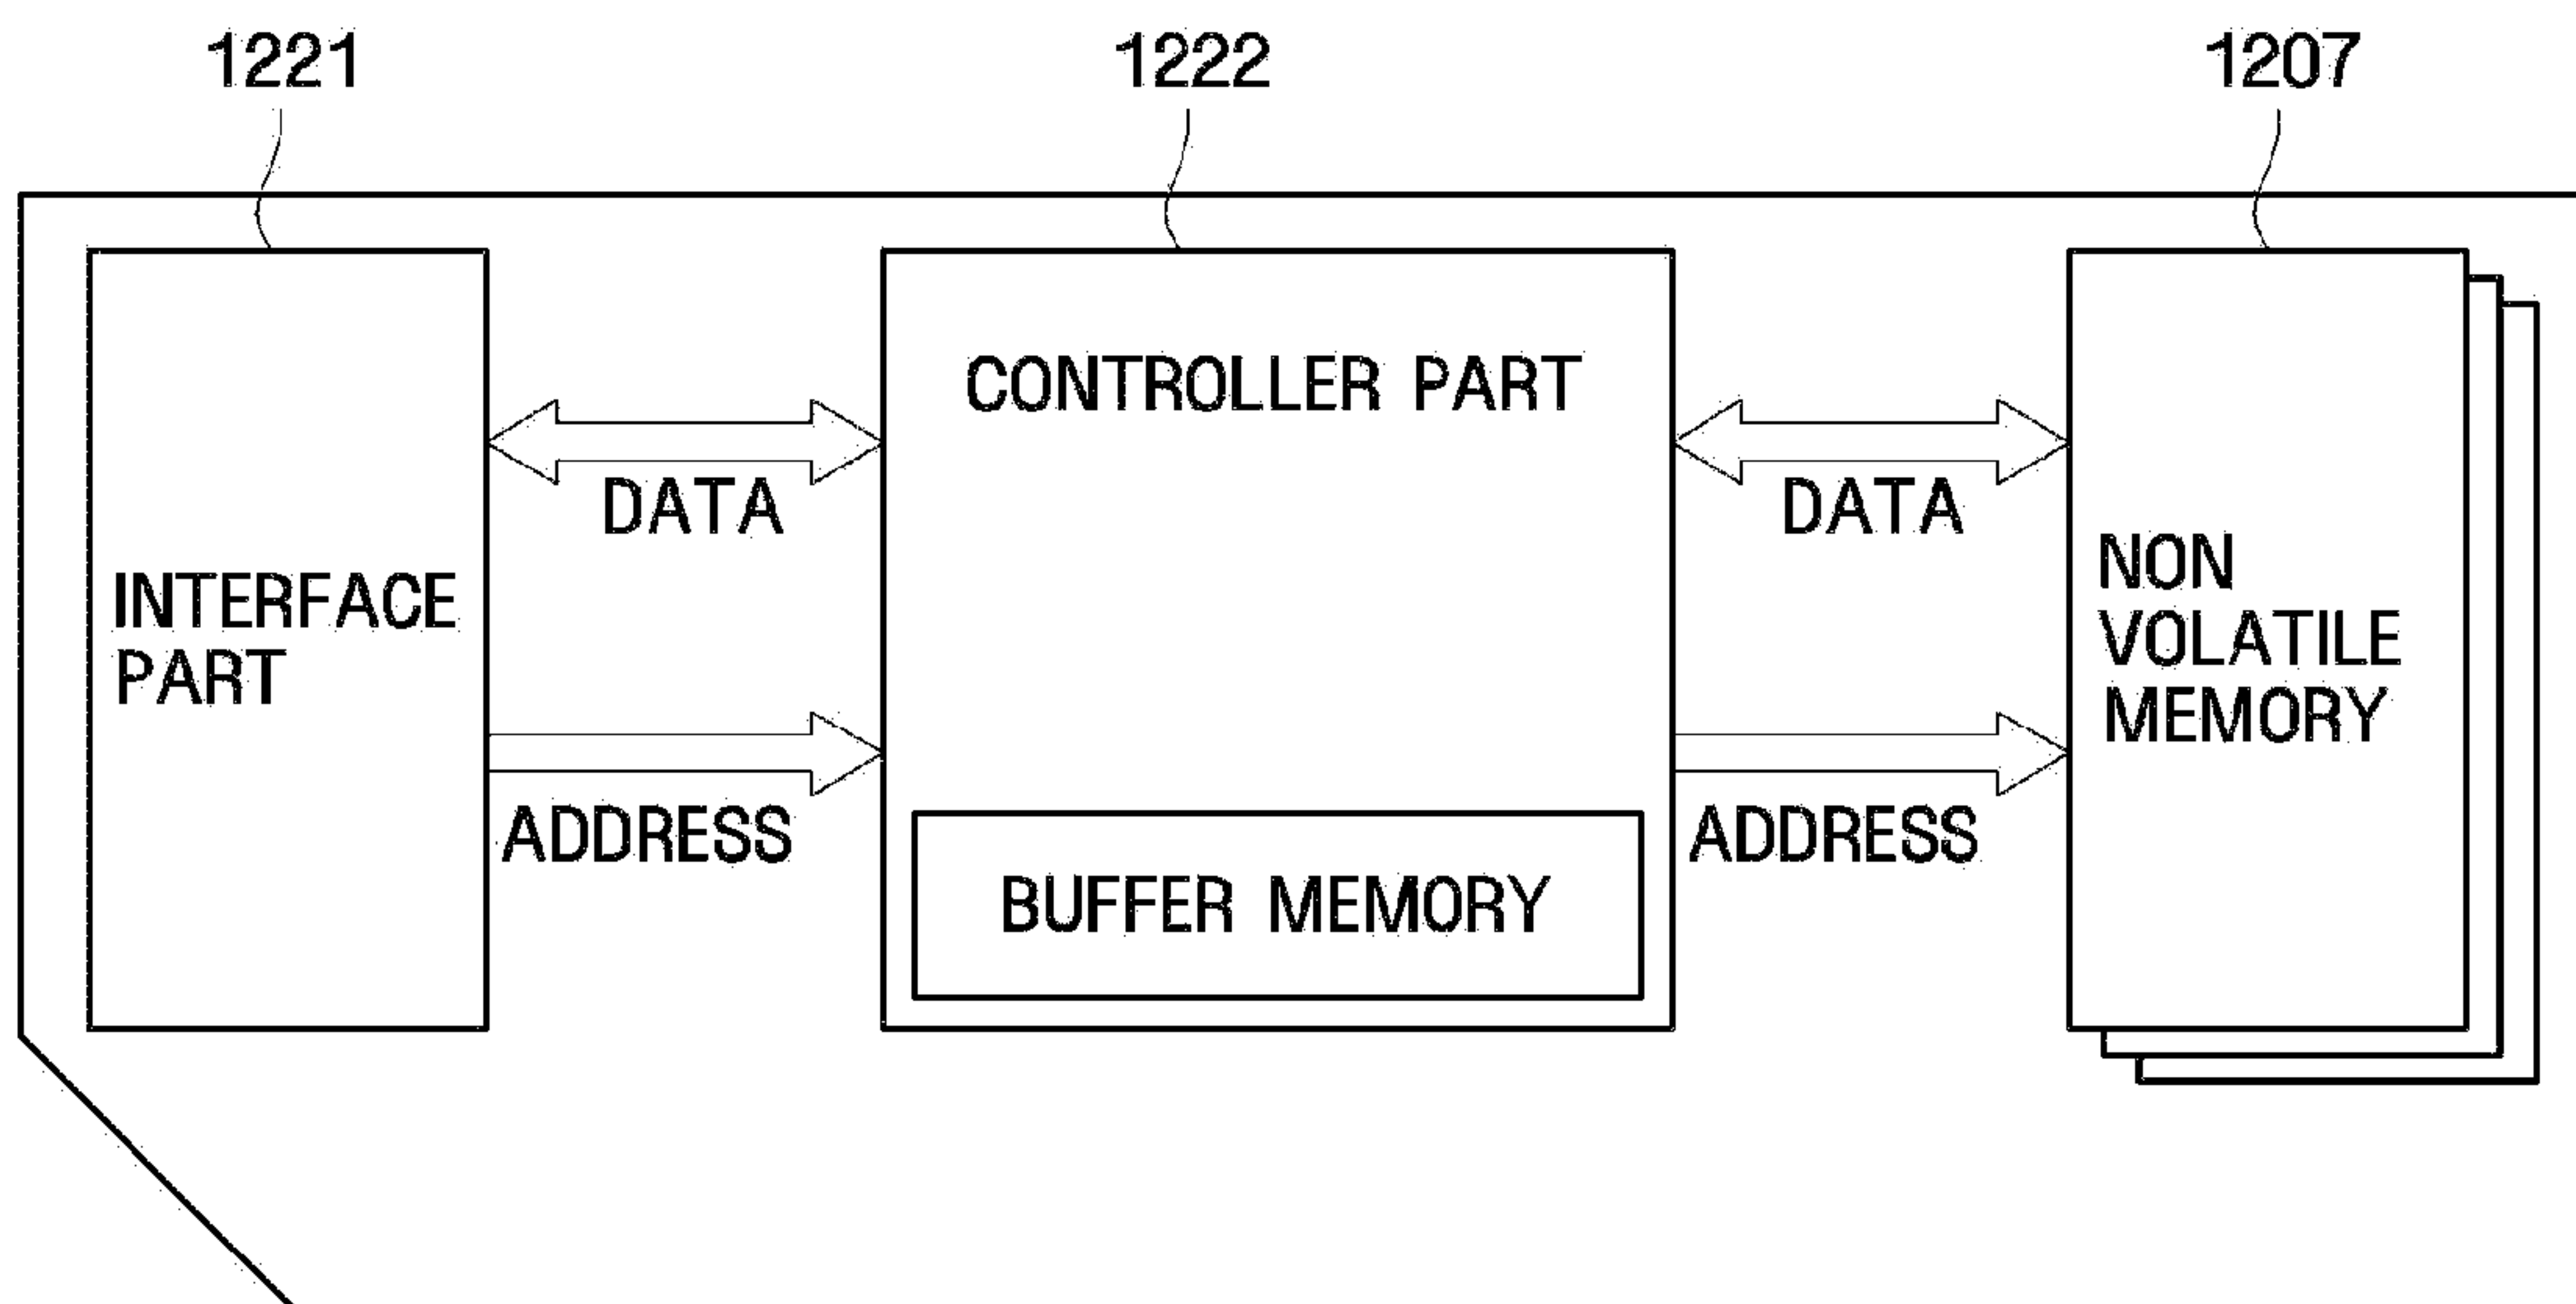 1221
1222
1207
CONTROLLER PART
DATA
DATA
INTERFACE
PART
NON
VOLATILE
MEMORY
ADDRESS
ADDRESS
BUFFER MEMORY